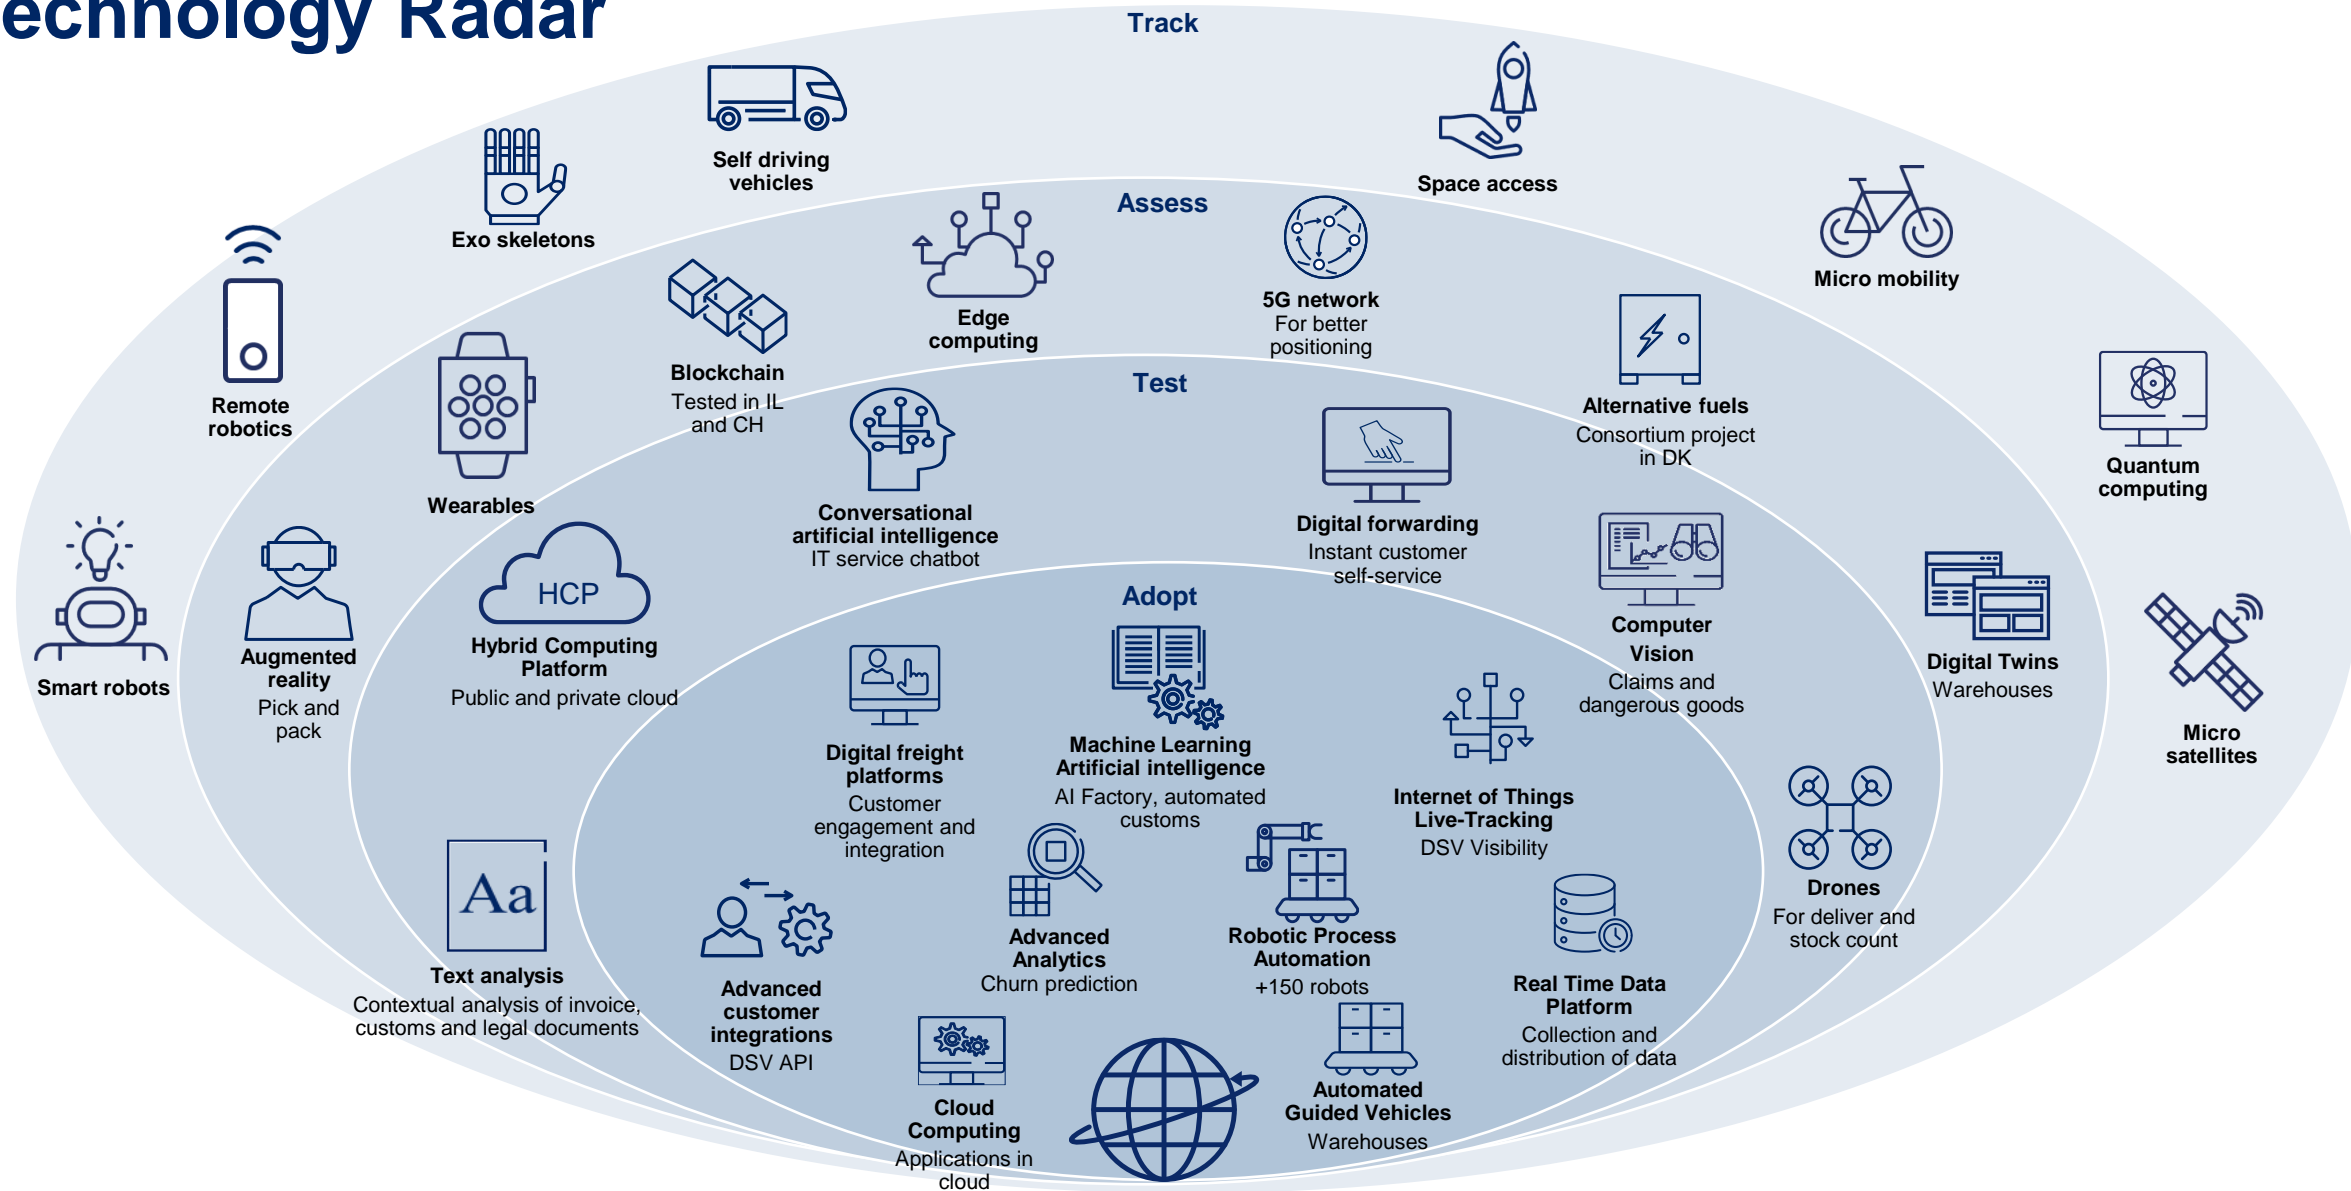 echnology Radar
Track
Self driving
vehicles
Space access
Exo skeletons
Micro mobility
Remote
robotics
Quantum
computing
Smart robots
Micro
satellites
Assess
Edge
computing
5G network
For better
positioning
Blockchain
Tested in IL
and CH
Alternative fuels
Consortium project
in DK
Wearables
Augmented
reality
Pick and
pack
Digital Twins
Warehouses
Test
Conversational
artificial intelligence
IT service chatbot
Digital forwarding
Instant customer
self-service
HCP
Hybrid Computing
Platform
Public and private cloud
Computer
Vision
Claims and
dangerous goods
Drones
For deliver and
stock count
Aa
Text analysis
Contextual analysis of invoice,
customs and legal documents
Adopt
Digital freight
platforms
Customer
engagement and
integration
Machine Learning
Artificial intelligence
AI Factory, automated
customs
Internet of Things
Live-Tracking
DSV Visibility
Advanced
customer
integrations
DSV API
Advanced
Analytics
Churn prediction
Robotic Process
Automation
+150 robots
Real Time Data
Platform
Collection and
distribution of data
Cloud
Computing
Applications in
cloud
Automated
Guided Vehicles
Warehouses